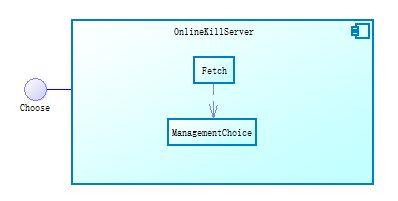 OnlineKillServer
Fetch
Choose
ManagementChoice